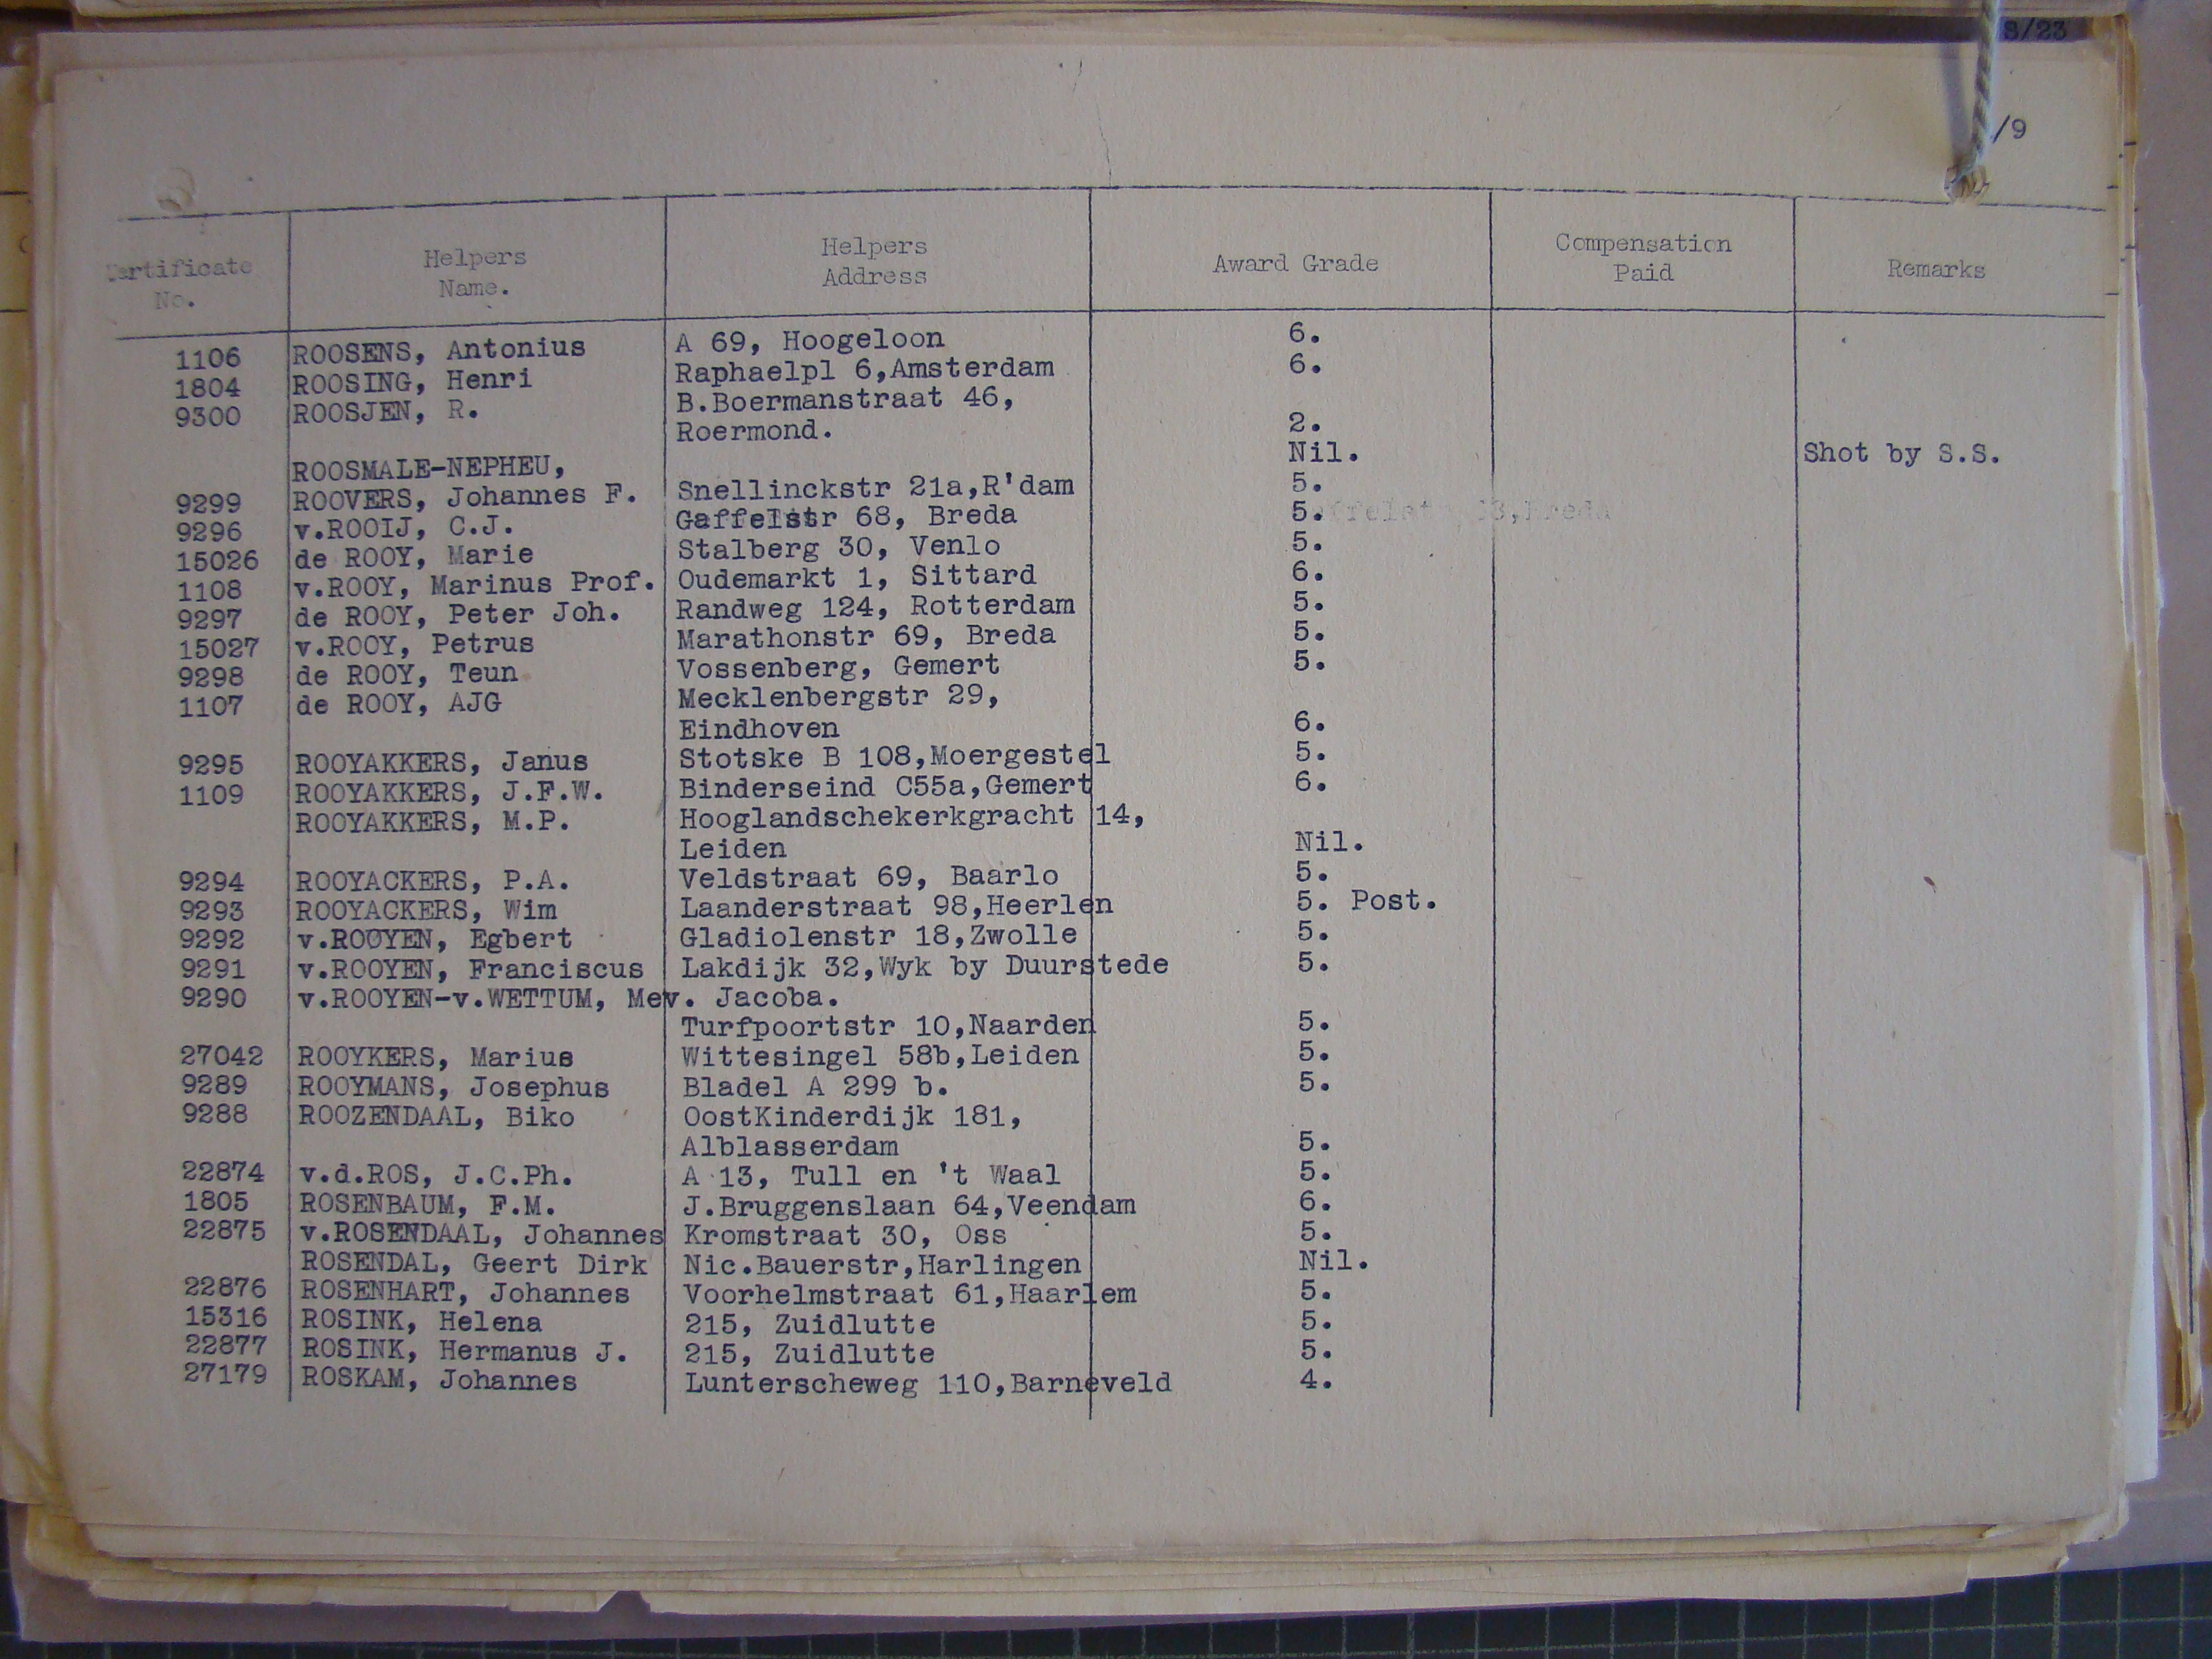 S/23
/9
Certificate No. Helpers Name. Helpers Address Award Grade Compensation Paid Remarks
1106 ROOSENS, Antonius A 69, Hoogeloon 6.
1804 ROOSING, Henri Raphaelpl 6,Amsterdam 6.
9300 ROOSJEN, R. B.Boermanstraat 46,
Roermond. 2.
ROOSMALE-NEPHEU, Nil. Shot by S.S.
9299 ROOVERS, Johannes F. Snellinckstr 21a,R'dam 5.
9296 v.ROOIJ, C.J. Gaffelstr 68, Breda 5.
15026 de ROOY, Marie Stalberg 30, Venlo 5.
1108 v.ROOY, Marinus Prof. Oudemarkt 1, Sittard 6.
9297 de ROOY, Peter Joh. Randweg 124, Rotterdam 5.
15027 v.ROOY, Petrus Marathonstr 69, Breda 5.
9298 de ROOY, Teun Vossenberg, Gemert 5.
1107 de ROOY, AJG Mecklenbergstr 29,
Eindhoven 6.
9295 ROOYAKKERS, Janus Stotske B 108,Moergestel 5.
1109 ROOYAKKERS, J.F.W. Binderseind C55a,Gemert 6.
ROOYAKKERS, M.P. Hooglandschekerkgracht 14,
Leiden Nil.
9294 ROOYACKERS, P.A. Veldstraat 69, Baarlo 5.
9293 ROOYACKERS, Wim Laanderstraat 98,Heerlen 5. Post.
9292 v.ROOYEN, Egbert Gladiolenstr 18,Zwolle 5.
9291 v.ROOYEN, Franciscus Lakdijk 32,Wyk by Duurstede 5.
9290 v.ROOYEN-v.WETTUM, Mev. Jacoba.
Turfpoortstr 10,Naarden 5.
27042 ROOYKERS, Marius Wittesingel 58b,Leiden 5.
9289 ROOYMANS, Josephus Bladel A 299 b. 5.
9288 ROOZENDAAL, Biko OostKinderdijk 181,
Alblasserdam 5.
22874 v.d.ROS, J.C.Ph. A 13, Tull en 't Waal 5.
1805 ROSENBAUM, F.M. J.Bruggenslaan 64,Veendam 6.
22875 v.ROSENDAAL, Johannes Kromstraat 30, Oss 5.
ROSENDAL, Geert Dirk Nic.Bauerstr,Harlingen Nil.
22876 ROSENHART, Johannes Voorhelmstraat 61,Haarlem 5.
15316 ROSINK, Helena 215, Zuidlutte 5.
22877 ROSINK, Hermanus J. 215, Zuidlutte 5.
27179 ROSKAM, Johannes Lunterscheweg 110,Barneveld 4.